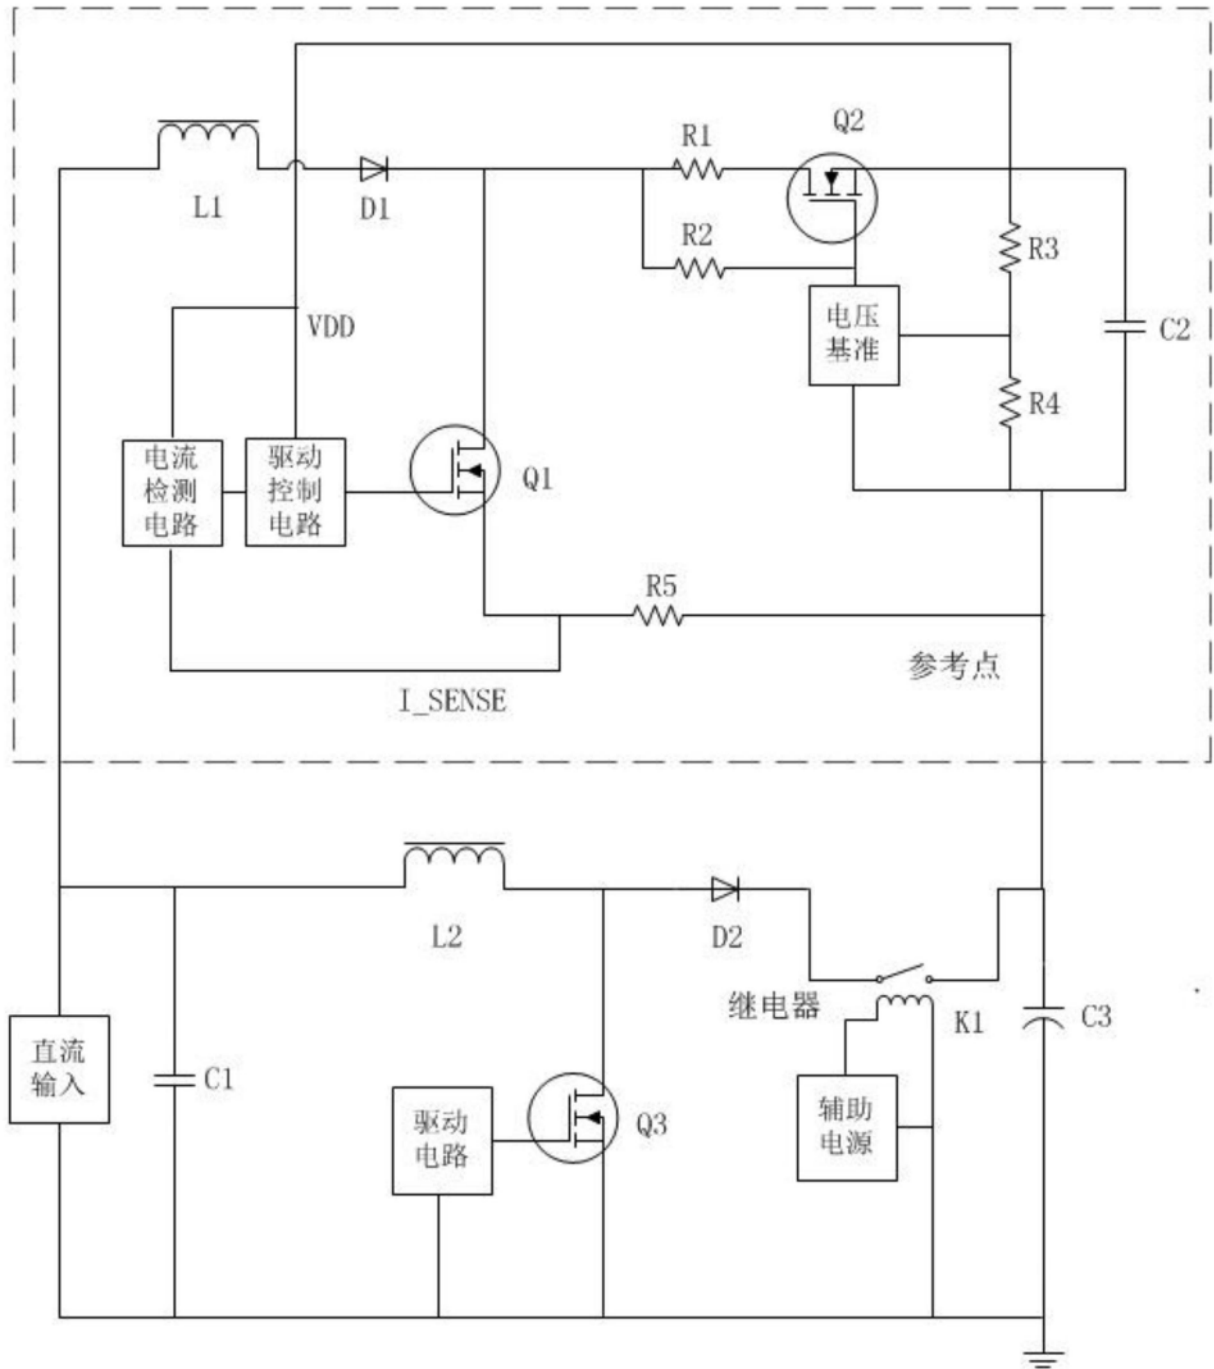 Q2
R1
L1
D1
R2
R3
VDD
电压
基准
C2
R4
电流
检测
电路
驱动
控制
电路
Q1
R5
参考点
I_SENSE
L2
D2
继电器
K1
C3
直流
输入
C1
驱动
电路
Q3
辅助
电源